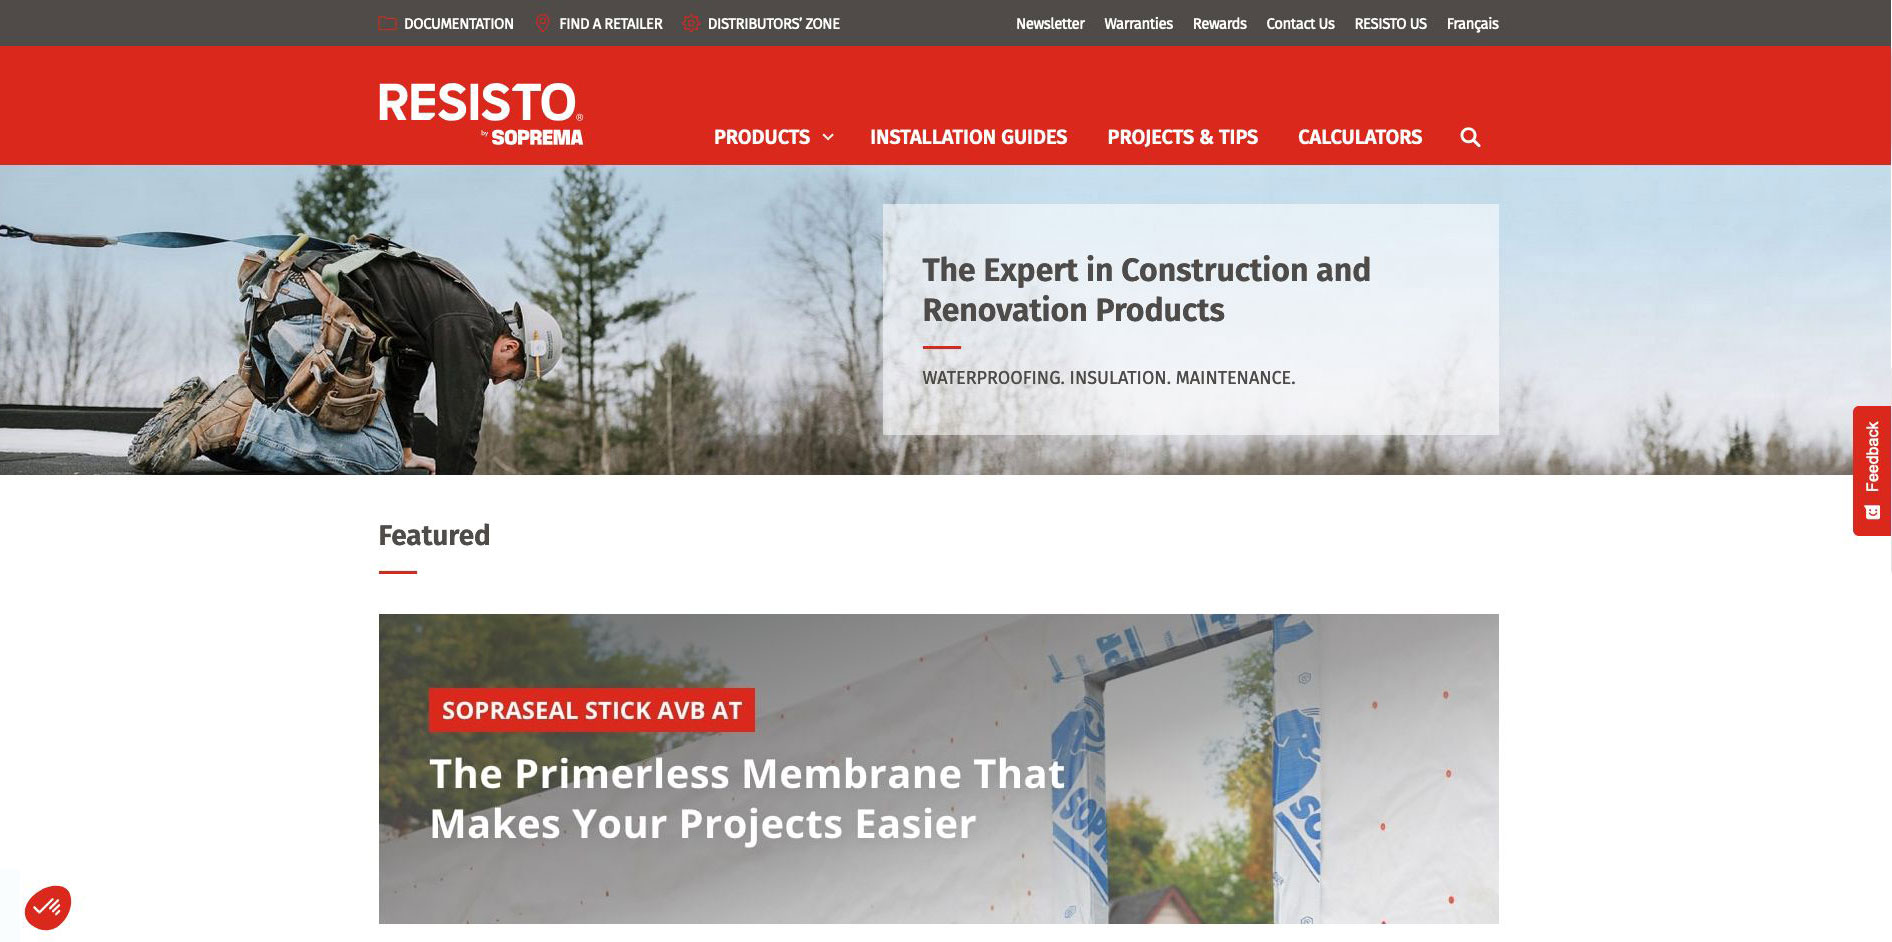 DOCUMENTATION FIND A RETAILER DISTRIBUTORS' ZONE Newsletter Warranties Rewards Contact Us RESISTO US Français
RESISTO®
by SOPREMA
PRODUCTS INSTALLATION GUIDES PROJECTS & TIPS CALCULATORS
The Expert in Construction and
Renovation Products
WATERPROOFING. INSULATION. MAINTENANCE.
Feedback
Featured
SOPRASEAL STICK AVB AT
The Primerless Membrane That
Makes Your Projects Easier